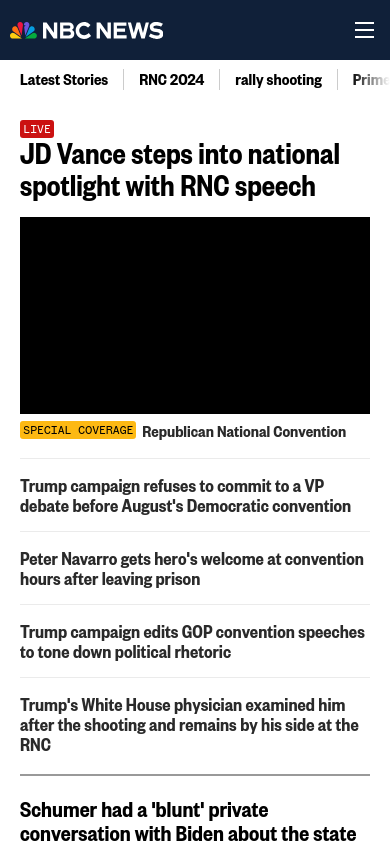 NBC NEWS
Latest Stories
RNC 2024
rally shooting
Prime
LIVE
JD Vance steps into national
spotlight with RNC speech
SPECIAL COVERAGE Republican National Convention
Trump campaign refuses to commit to a VP
debate before August's Democratic convention
Peter Navarro gets hero's welcome at convention
hours after leaving prison
Trump campaign edits GOP convention speeches
to tone down political rhetoric
Trump's White House physician examined him
after the shooting and remains by his side at the
RNC
Schumer had a 'blunt' private
conversation with Biden about the state